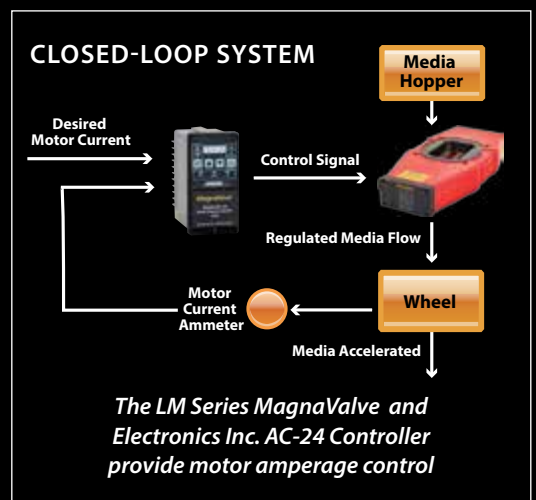 CLOSED-LOOP SYSTEM
Media
Hopper
Desired
Motor Current
Control Signal
Regulated Media Flow
Motor
Current
Ammeter
Wheel
Media Accelerated
The LM Series MagnaValve and
Electronics Inc. AC-24 Controller
provide motor amperage control